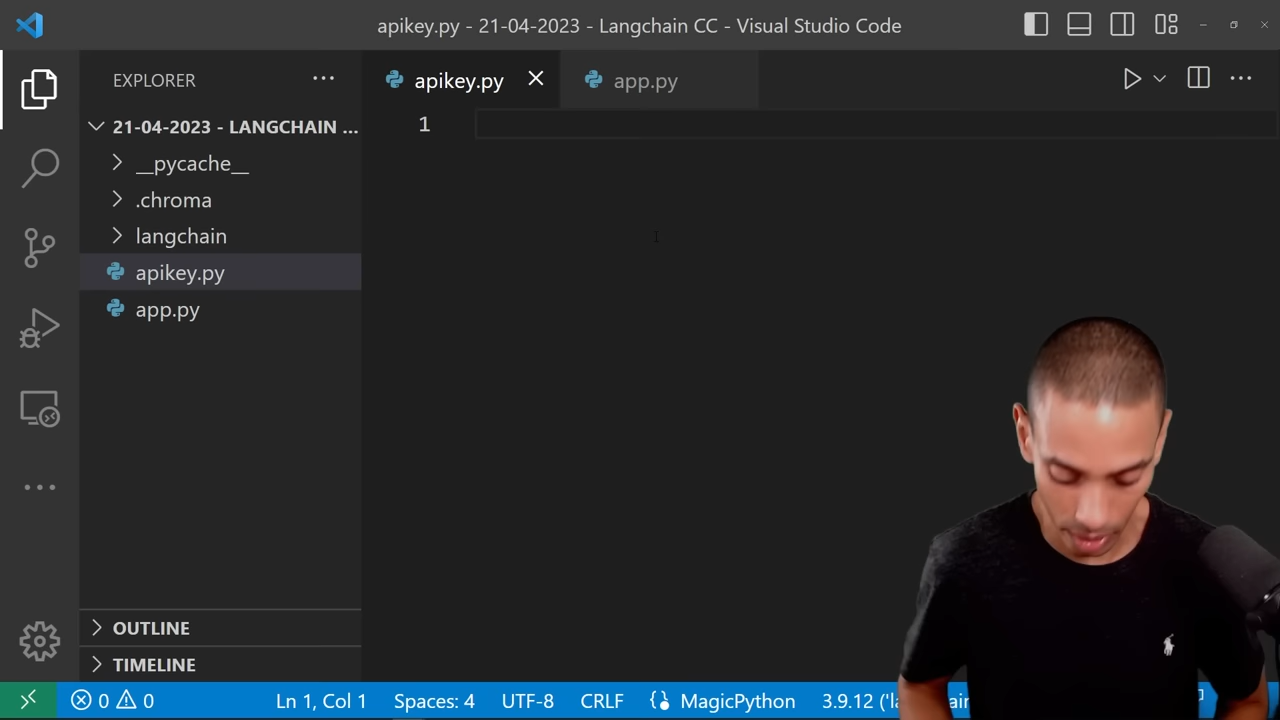 apikey.py - 21-04-2023 - Langchain CC - Visual Studio Code
EXPLORER
apikey.py
app.py
21-04-2023 - LANGCHAIN ...
1
__pycache__
.chroma
langchain
apikey.py
app.py
OUTLINE
TIMELINE
0 0
Ln 1, Col 1
Spaces: 4
UTF-8
CRLF
MagicPython
3.9.12